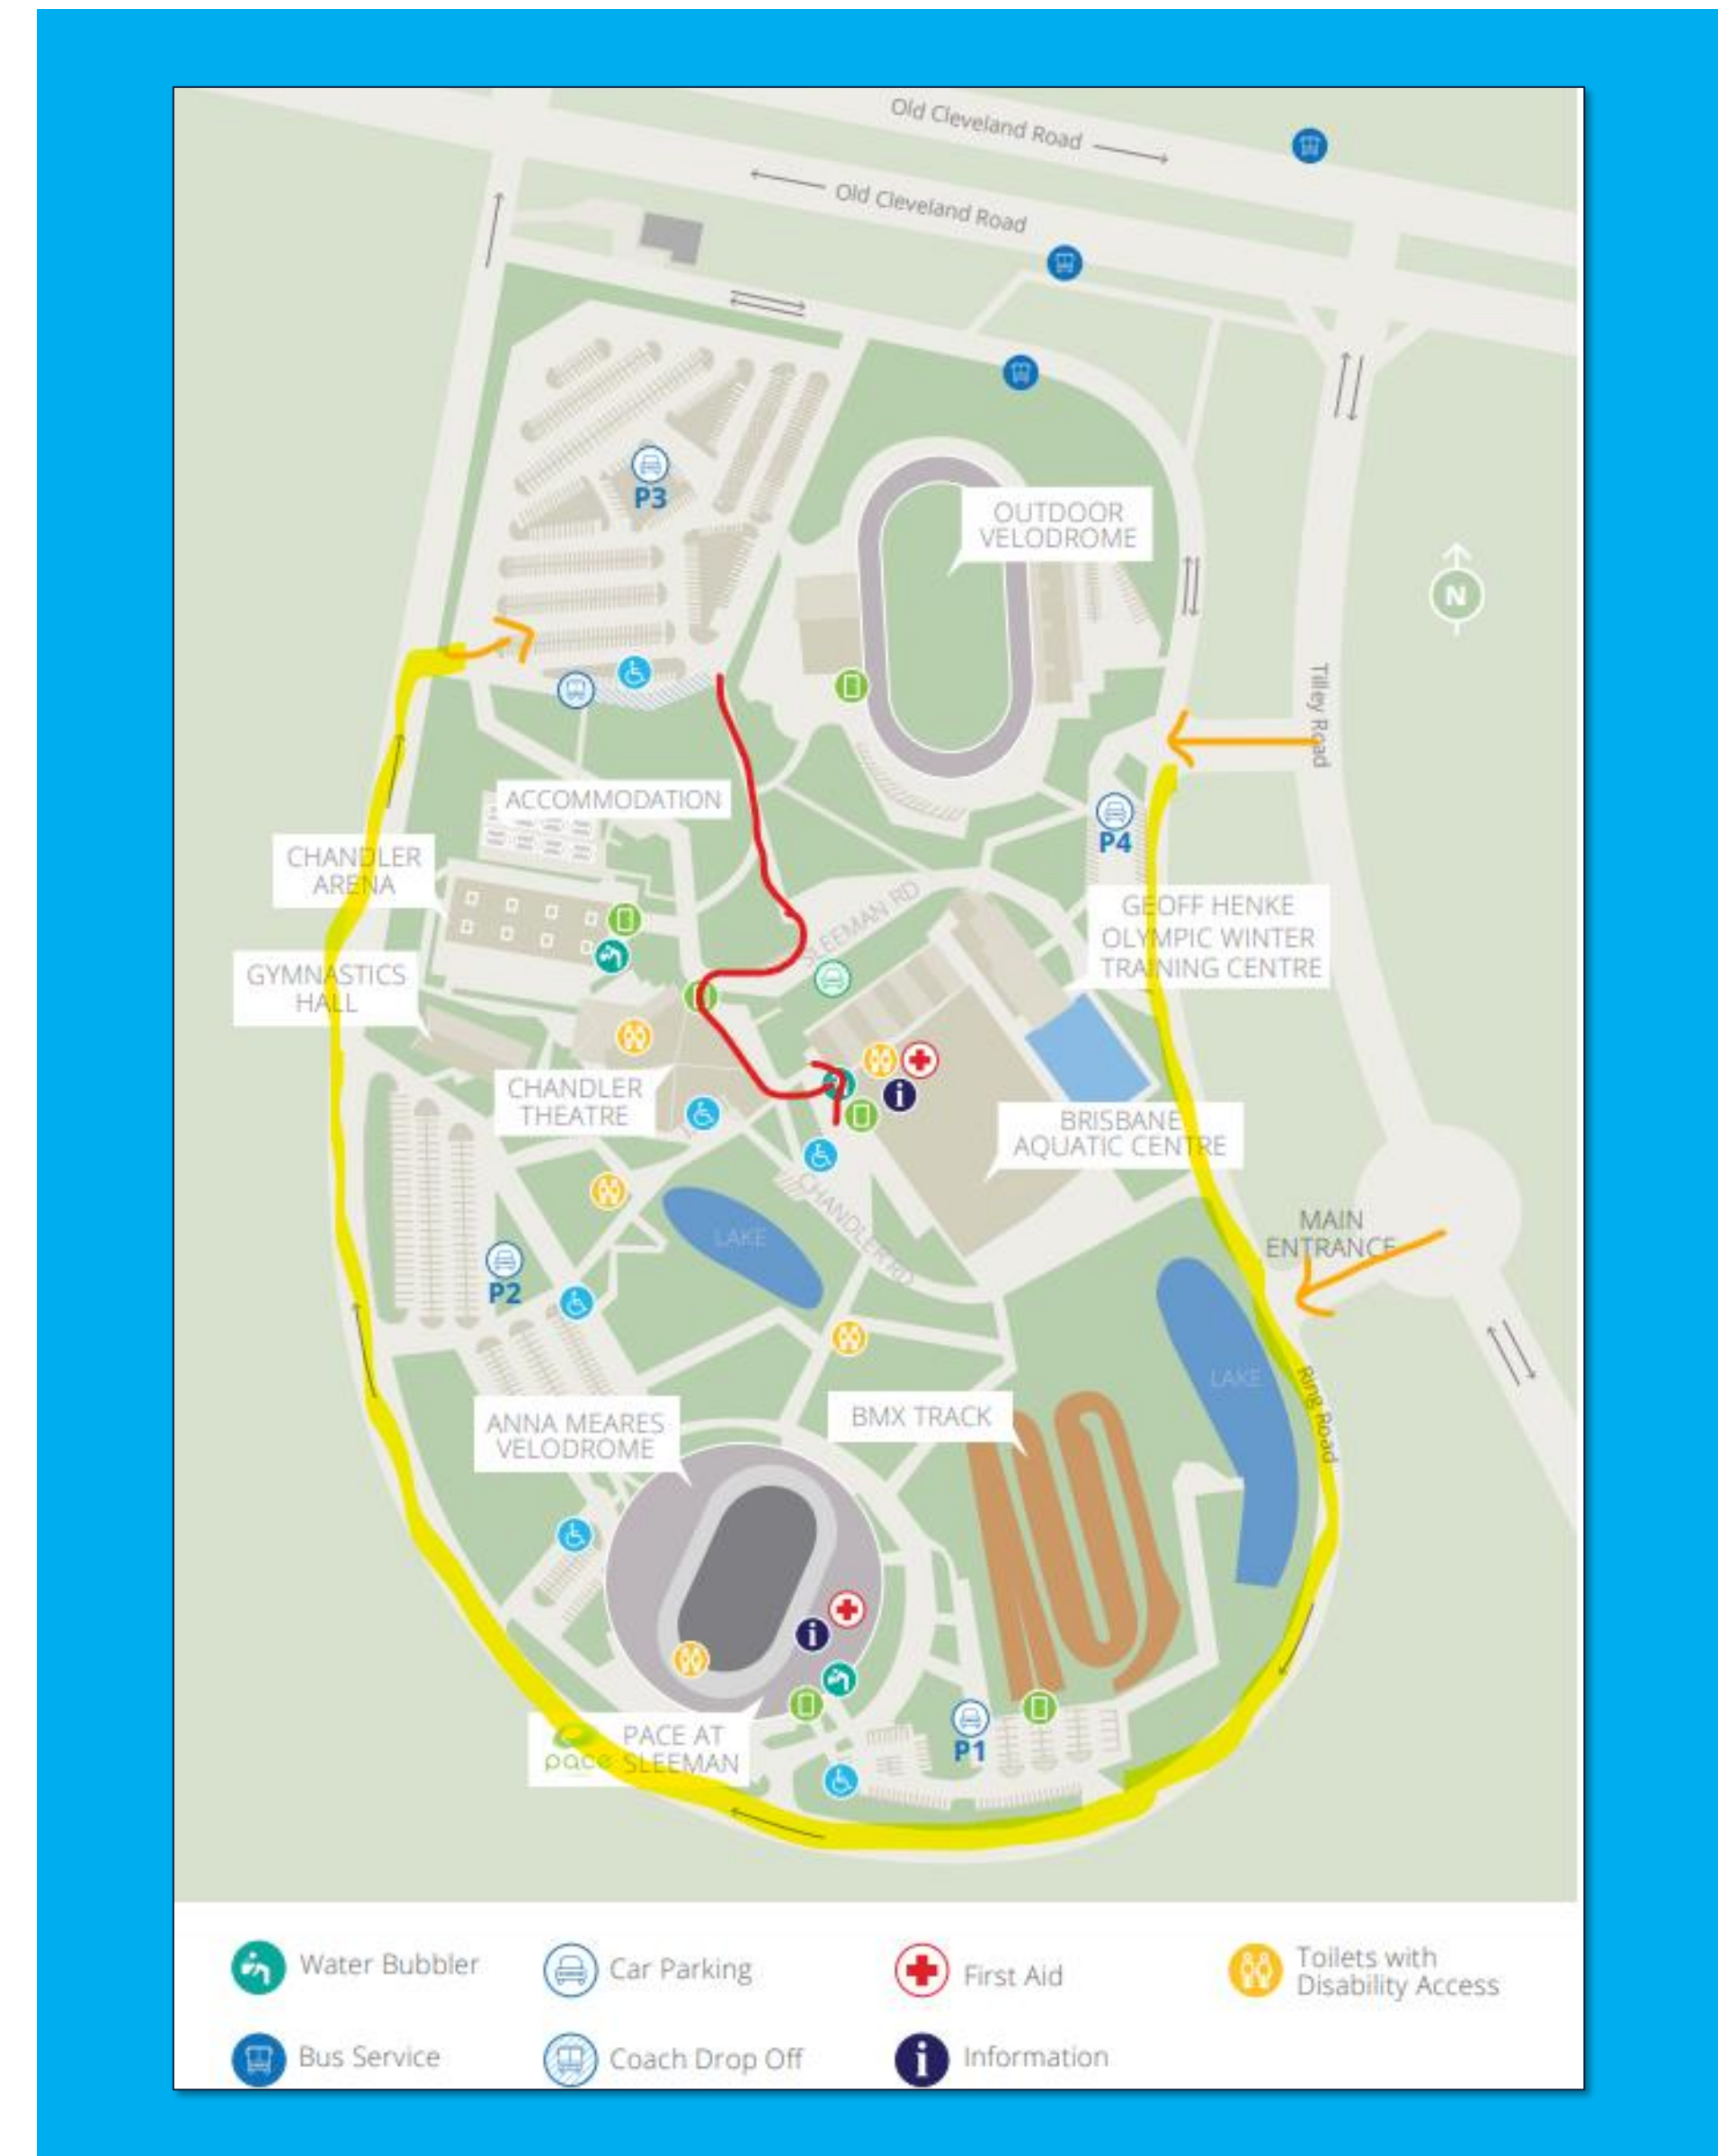 Old Cleveland Road
Old Cleveland Road
P3
OUTDOOR
VELODROME
N
Tilley Road
ACCOMMODATION
P4
CHANDLER
ARENA
SLEEMAN RD
GEOFF HENKE
OLYMPIC WINTER
TRAINING CENTRE
GYMNASTICS
HALL
CHANDLER
THEATRE
i
BRISBANE
AQUATIC CENTRE
CHANDLER RD
LAKE
MAIN
ENTRANCE
P2
LAKE
Ring Road
ANNA MEARES
VELODROME
BMX TRACK
i
pace
PACE AT
SLEEMAN
P1
Water Bubbler
Car Parking
First Aid
Toilets with
Disability Access
Bus Service
Coach Drop Off
i
Information